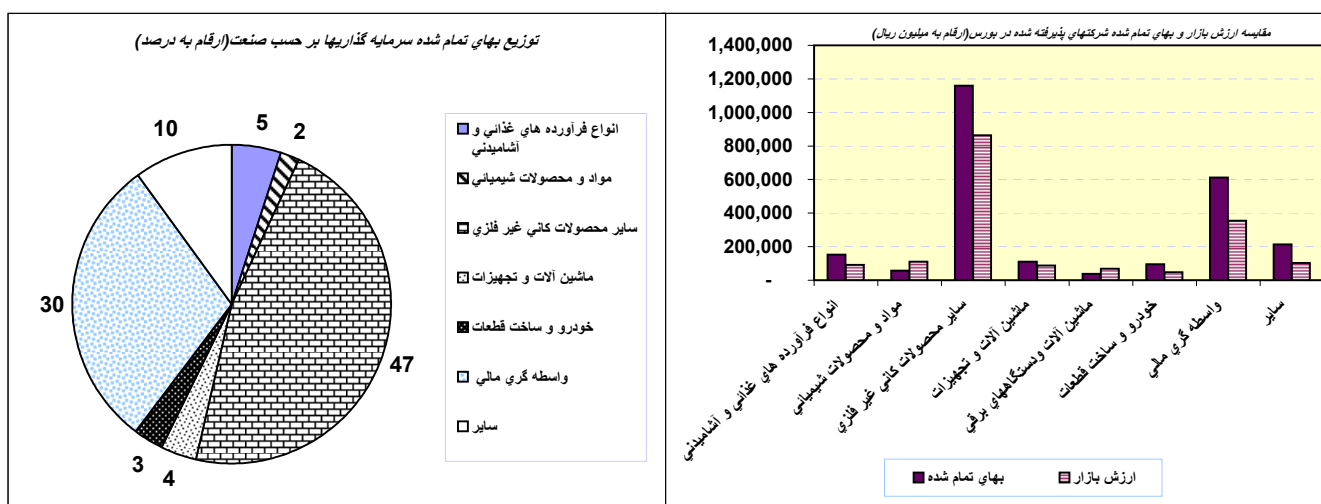 توزيع بهاي تمام شده سرمايه گذاريها بر حسب صنعت(ارقام به درصد)
5
2
10
30
47
3
4
انواع فرآورده هاي غذائي و
آشاميدني
مواد و محصولات شيميائي
ساير محصولات كاني غير فلزي
ماشين آلات و تجهيزات
خودرو و ساخت قطعات
واسطه گري مالي
ساير
مقايسه ارزش بازار و بهاي تمام شده شركتهاي پذيرفته شده در بورس(ارقام به ميليون ريال)
1,400,000
1,200,000
1,000,000
800,000
600,000
400,000
200,000
-
انواع فرآورده هاي غذائي و آشاميدني
مواد و محصولات شيميائي
ساير محصولات كاني غير فلزي
ماشين آلات و تجهيزات
ماشين آلات ودستگاههاي برقي
خودرو و ساخت قطعات
واسطه گري مالي
ساير
بهاي تمام شده
ارزش بازار